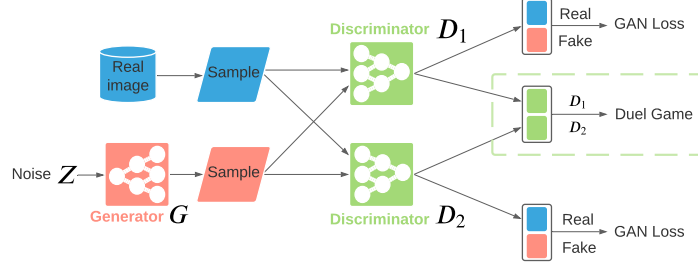 Discriminator D1
Real
Fake
GAN Loss
Real
image
Sample
D1
D2
Duel Game
Noise Z
Sample
Generator G
Discriminator D2
Real
Fake
GAN Loss